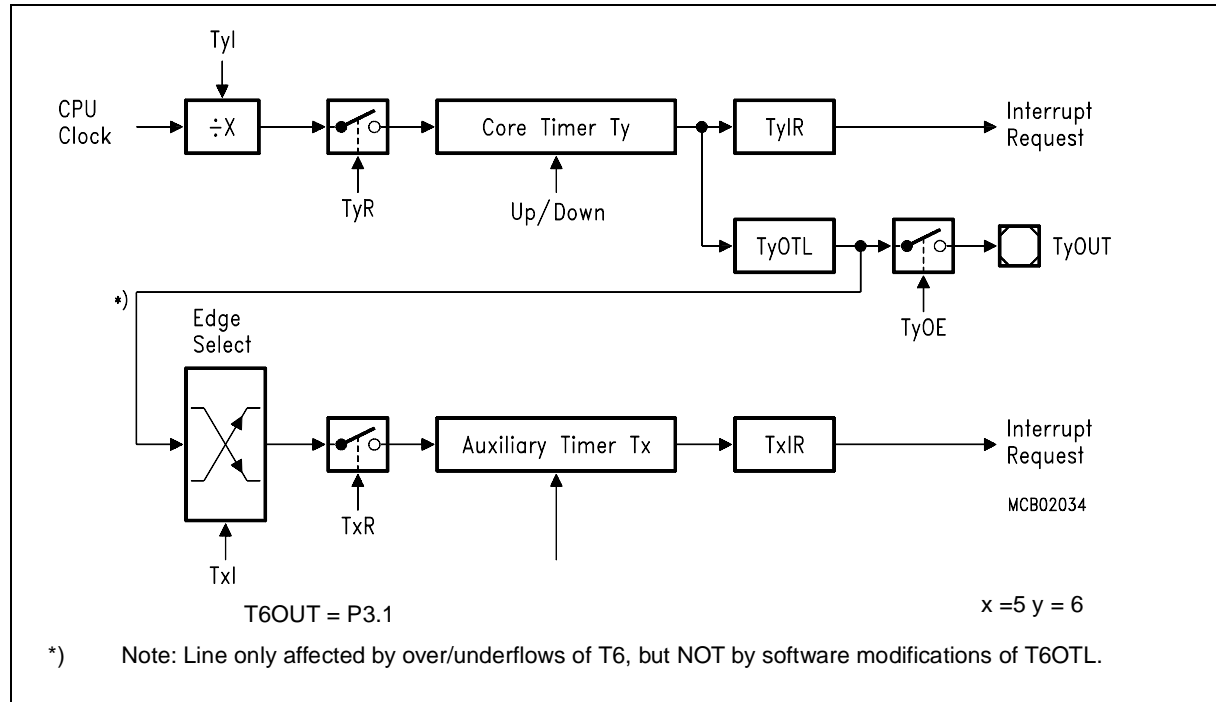 TyI
CPU
Clock
÷X
Core Timer Ty
TyIR
Interrupt
Request
TyR
Up/Down
TyOTL
TyOUT
*)
Edge
Select
TyOE
Auxiliary Timer Tx
TxIR
Interrupt
Request
TxR
MCB02034
TxI
T6OUT = P3.1
x =5 y = 6
*) Note: Line only affected by over/underflows of T6, but NOT by software modifications of T6OTL.